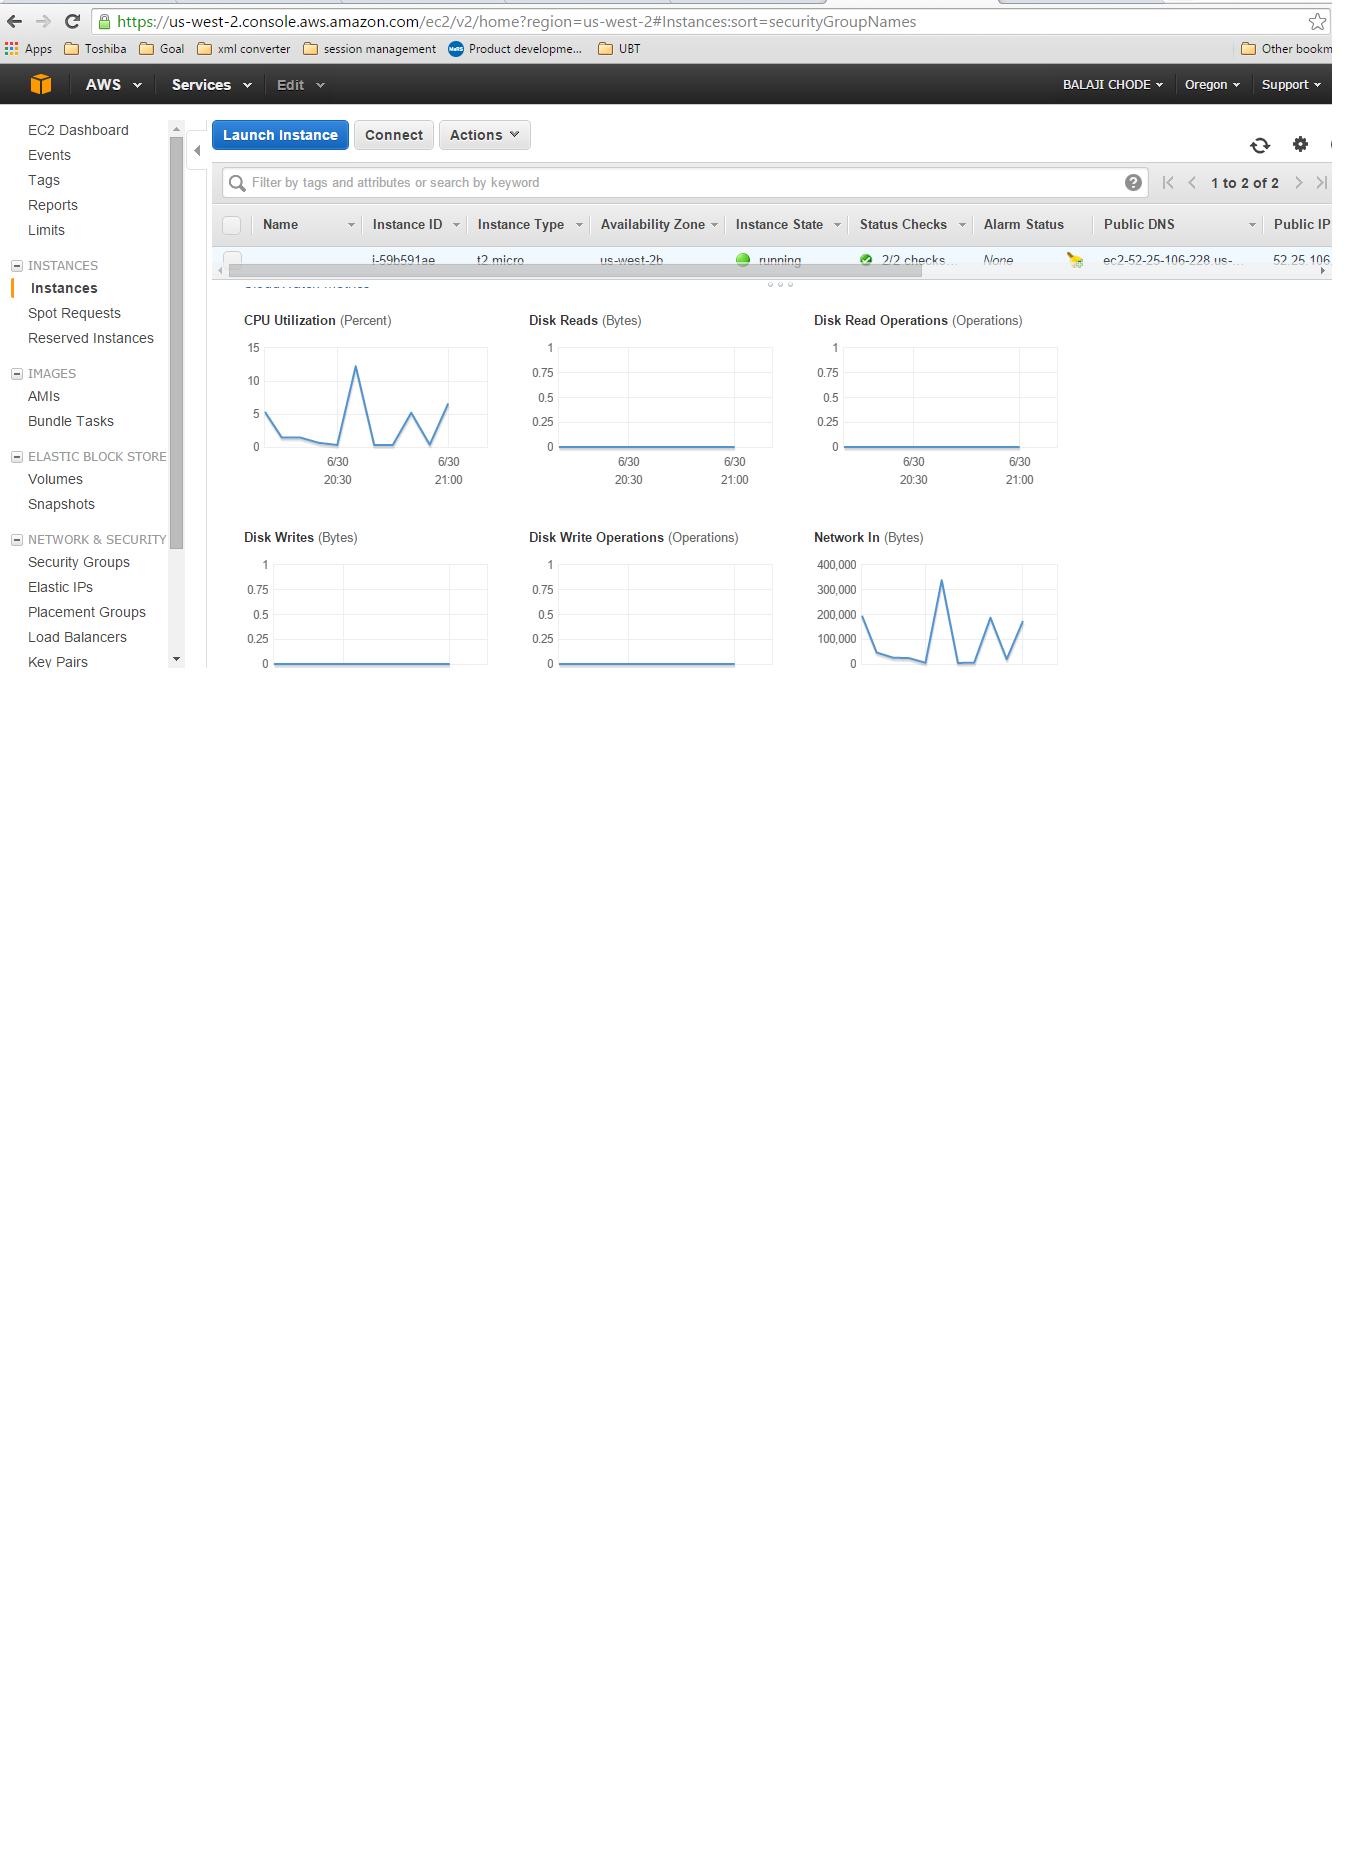 https://us-west-2.console.aws.amazon.com/ec2/v2/home?region=us-west-2#Instances:sort=securityGroupNames
Apps Toshiba Goal xml converter session management MaRS Product developme... UBT Other bookm
AWS Services Edit BALAJI CHODE Oregon Support
EC2 Dashboard
Events
Tags
Reports
Limits
INSTANCES
Instances
Spot Requests
Reserved Instances
IMAGES
AMIs
Bundle Tasks
ELASTIC BLOCK STORE
Volumes
Snapshots
NETWORK & SECURITY
Security Groups
Elastic IPs
Placement Groups
Load Balancers
Key Pairs
Launch Instance Connect Actions
Filter by tags and attributes or search by keyword 1 to 2 of 2
Name Instance ID Instance Type Availability Zone Instance State Status Checks Alarm Status Public DNS Public IP
i-59b591ae t2.micro us-west-2b running 2/2 checks... None ec2-52-25-106-228.us-... 52.25.106
CPU Utilization (Percent)
15
10
5
0
6/30 6/30
20:30 21:00
Disk Reads (Bytes)
1
0.75
0.5
0.25
0
6/30 6/30
20:30 21:00
Disk Read Operations (Operations)
1
0.75
0.5
0.25
0
6/30 6/30
20:30 21:00
Disk Writes (Bytes)
1
0.75
0.5
0.25
0
Disk Write Operations (Operations)
1
0.75
0.5
0.25
0
Network In (Bytes)
400,000
300,000
200,000
100,000
0